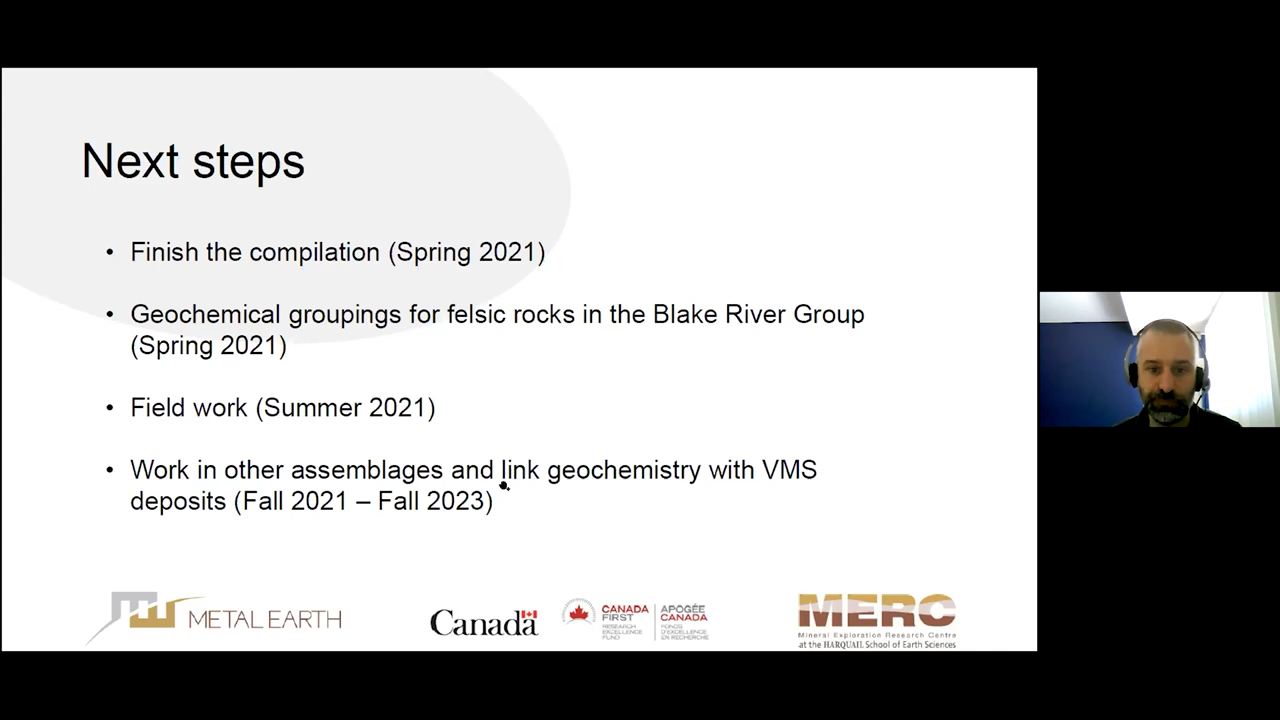 Next steps
• Finish the compilation (Spring 2021)
• Geochemical groupings for felsic rocks in the Blake River Group
(Spring 2021)
• Field work (Summer 2021)
• Work in other assemblages and link geochemistry with VMS
deposits (Fall 2021 – Fall 2023)
METAL EARTH
Canada
CANADA
FIRST
RESEARCH
EXCELLENCE
FUND
APOGÉE
CANADA
FONDS
D'EXCELLENCE
EN RECHERCHE
MERC
Mineral Exploration Research Centre
at the HARQUAIL School of Earth Sciences